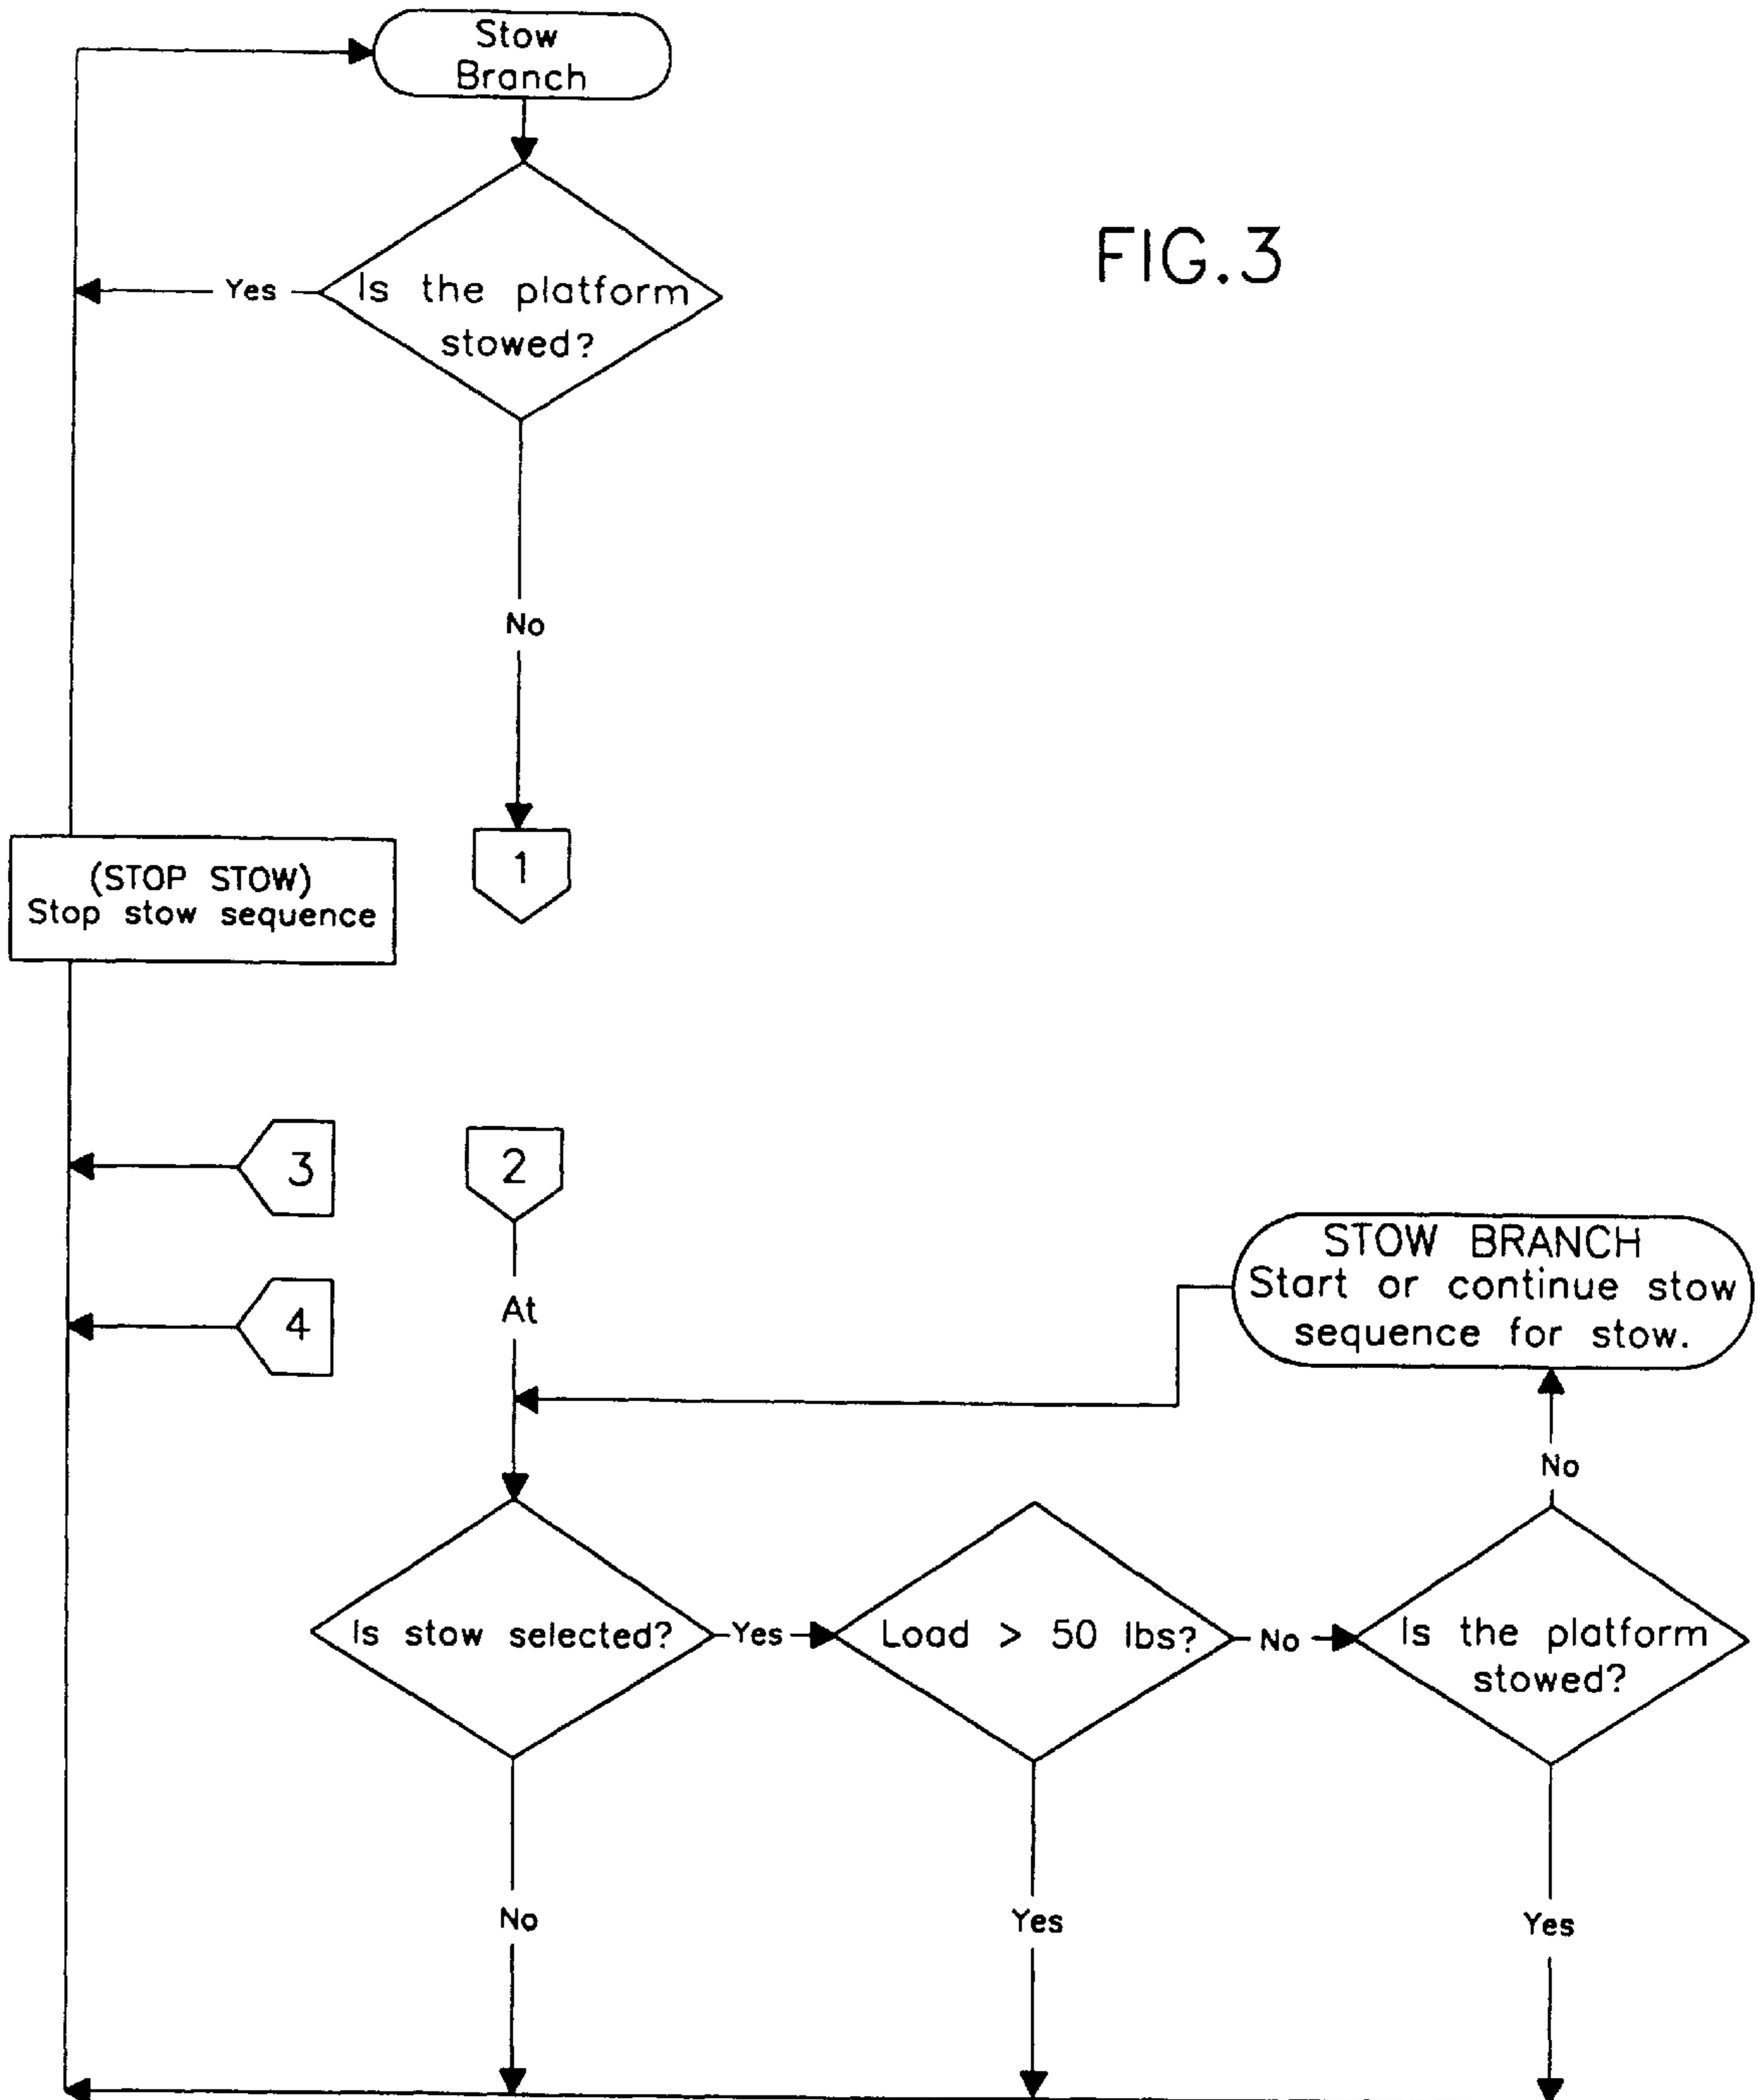 Stow
Branch
FIG.3
Yes
Is the platform
stowed?
No
1
(STOP STOW)
Stop stow sequence
3
2
4
At
STOW BRANCH
Start or continue stow
sequence for stow.
No
Is stow selected?
Yes
Load > 50 lbs?
No
Is the platform
stowed?
No
Yes
Yes